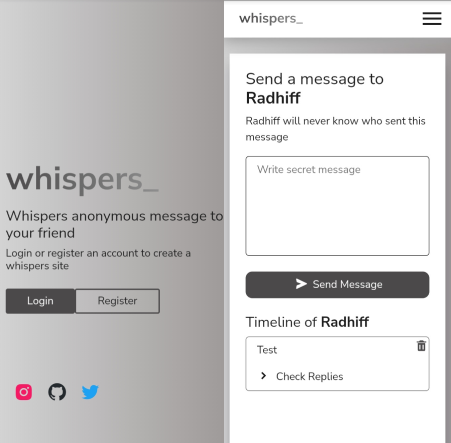 whispers_
Whispers anonymous message to
your friend
Login or register an account to create a
whispers site
Login
Register
whispers_
Send a message to
Radhiff
Radhiff will never know who sent this
message
Write secret message
Send Message
Timeline of Radhiff
Test
Check Replies